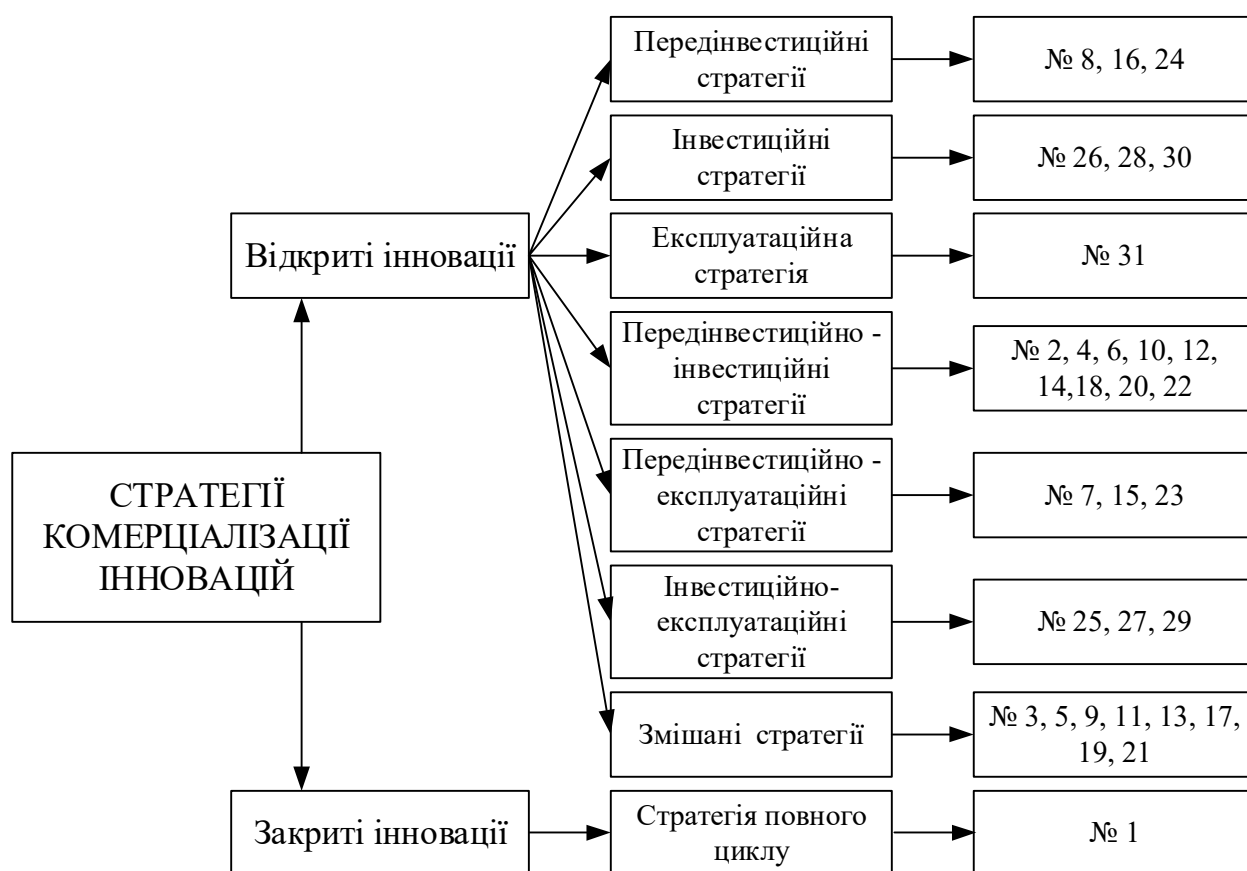 Передінвестиційні
стратегії
№ 8, 16, 24
Інвестиційні
стратегії
№ 26, 28, 30
Відкриті інновації
Експлуатаційна
стратегія
№ 31
Передінвестиційно -
інвестиційні
стратегії
№ 2, 4, 6, 10, 12,
14,18, 20, 22
СТРАТЕГІЇ
КОМЕРЦІАЛІЗАЦІЇ
ІННОВАЦІЙ
Передінвестиційно -
експлуатаційні
стратегії
№ 7, 15, 23
Інвестиційно-
експлуатаційні
стратегії
№ 25, 27, 29
Змішані стратегії
№ 3, 5, 9, 11, 13, 17,
19, 21
Закриті інновації
Стратегія повного
циклу
№ 1